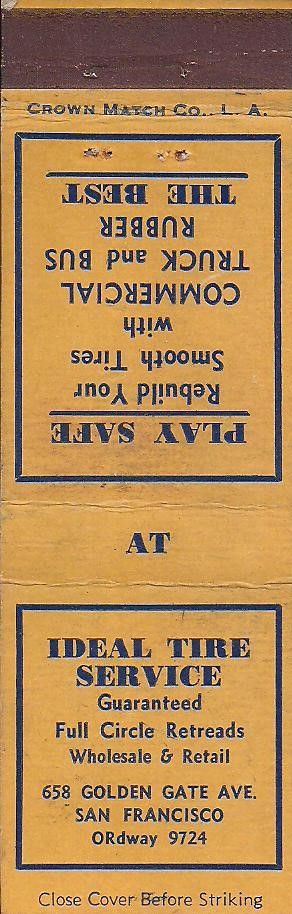 CROWN MATCH CO., L. A.
PLAY SAFE
Rebuild Your
Smooth Tires
with
COMMERCIAL
TRUCK and BUS
RUBBER
THE BEST
AT
IDEAL TIRE
SERVICE
Guaranteed
Full Circle Retreads
Wholesale & Retail
658 GOLDEN GATE AVE.
SAN FRANCISCO
ORdway 9724
Close Cover Before Striking